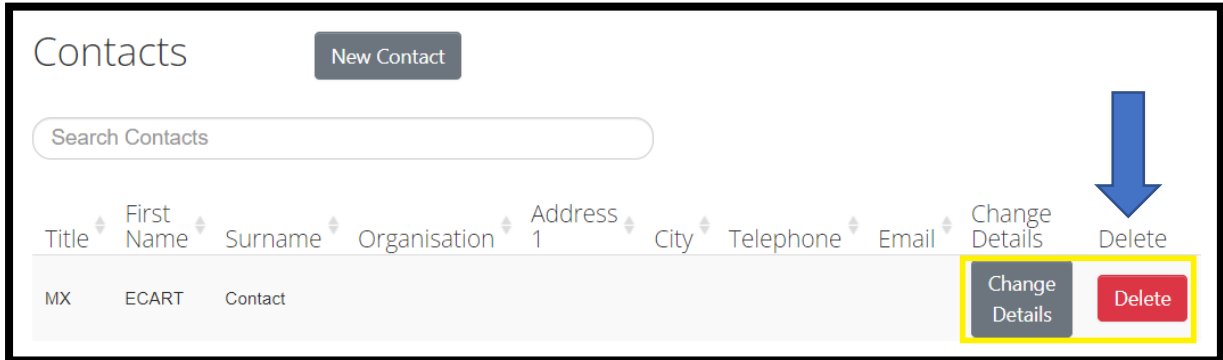 Contacts
New Contact
Search Contacts
Title First Name Surname Organisation Address 1 City Telephone Email Change Details Delete
MX ECART Contact Change Details Delete